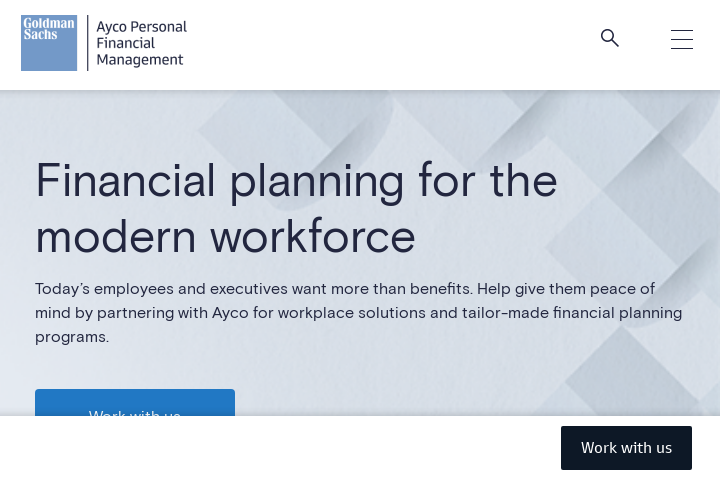 Goldman
Sachs
Ayco Personal
Financial
Management
Financial planning for the
modern workforce
Today’s employees and executives want more than benefits. Help give them peace of
mind by partnering with Ayco for workplace solutions and tailor-made financial planning
programs.
Work with us
Work with us